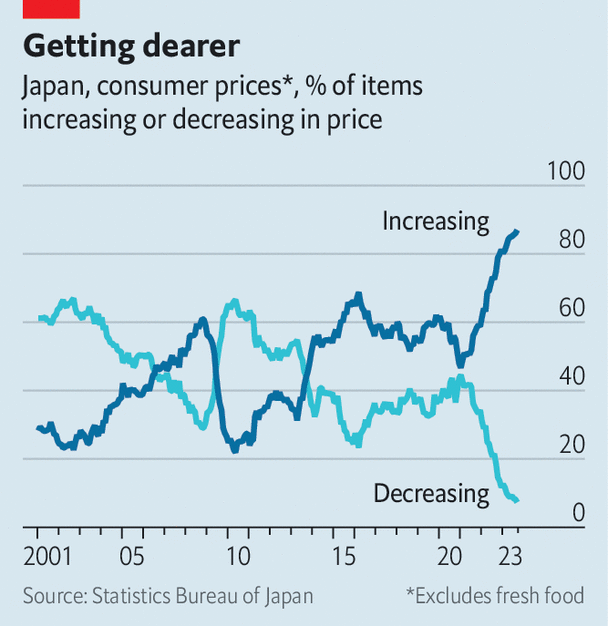 Getting dearer
Japan, consumer prices*, % of items
increasing or decreasing in price
100
Increasing
80
60
40
20
Decreasing
0
2001 05 10 15 20 23
Source: Statistics Bureau of Japan *Excludes fresh food